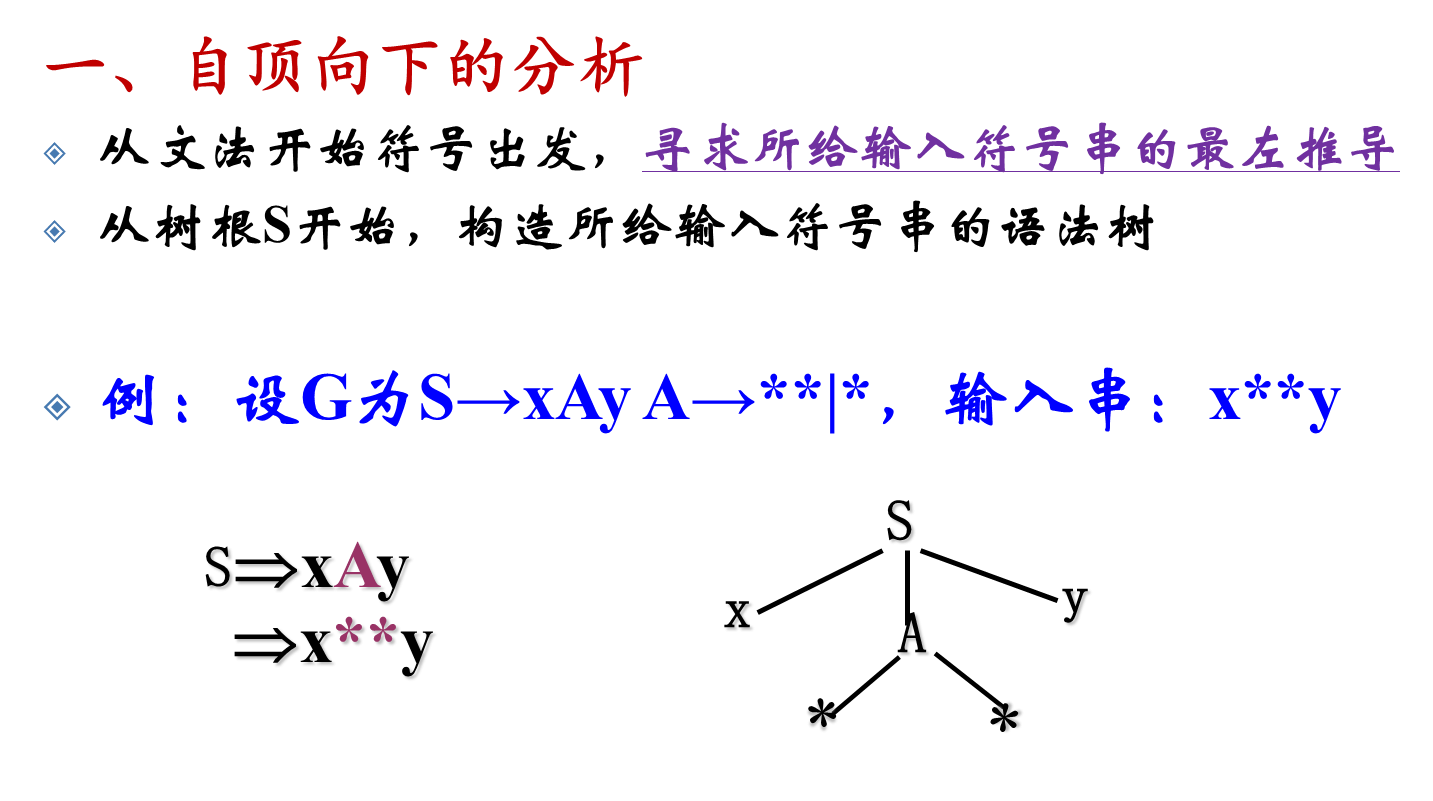 一、自顶向下的分析
从文法开始符号出发，寻求所给输入符号串的最左推导
从树根S开始，构造所给输入符号串的语法树
例：设G为S→xAy A→**|*，输入串：x**y
S⇒xAy
⇒x**y
S
x
y
A
* *